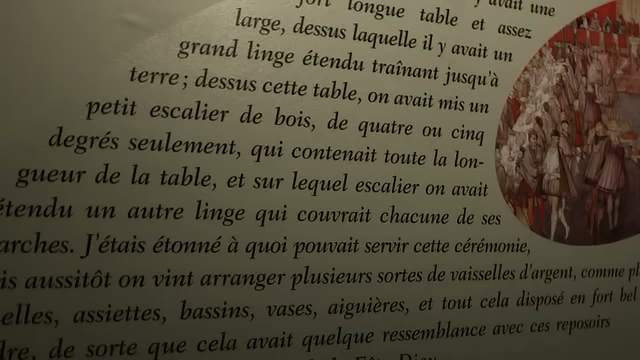 y avait une
fort longue table et assez
large, dessus laquelle il y avait un
grand linge étendu traînant jusqu'à
terre ; dessus cette table, on avait mis un
petit escalier de bois, de quatre ou cinq
degrés seulement, qui contenait toute la lon-
gueur de la table, et sur lequel escalier on avait
étendu un autre linge qui couvrait chacune de ses
arches. J'étais étonné à quoi pouvait servir cette cérémonie,
is aussitôt on vint arranger plusieurs sortes de vaisselles d'argent, comme pl
elles, assiettes, bassins, vases, aiguières, et tout cela disposé en fort bel
dre, de sorte que cela avait quelque ressemblance avec ces reposoirs